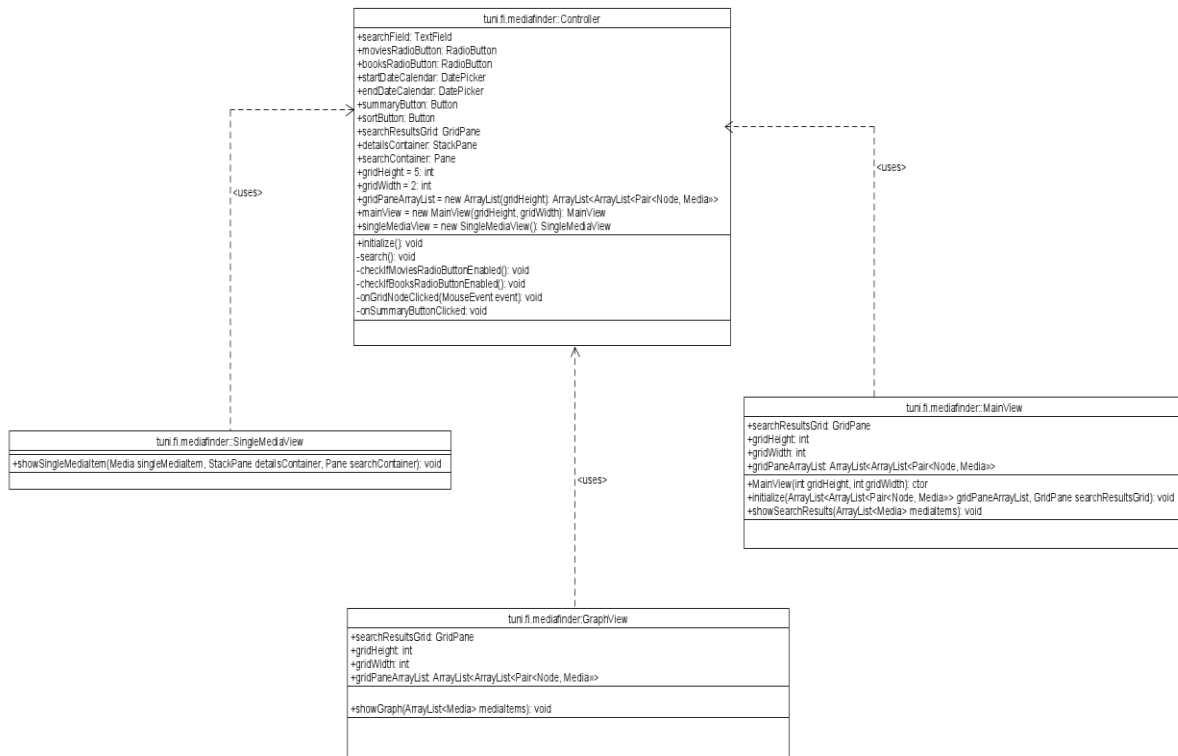 tuni.fi.mediafinder::Controller
+searchField: TextField
+moviesRadioButton: RadioButton
+booksRadioButton: RadioButton
+startDateCalendar: DatePicker
+endDateCalendar: DatePicker
+summaryButton: Button
+sortButton: Button
+searchResultsGrid: GridPane
+detailsContainer: StackPane
+searchContainer: Pane
+gridHeight = 5: int
+gridWidth = 2: int
+gridPaneArrayList = new ArrayList(gridHeight): ArrayList<ArrayList<Pair<Node, Media»>
+mainView = new MainView(gridHeight, gridWidth): MainView
+singleMediaView = new SingleMediaView(): SingleMediaView
+initialize(): void
-search(): void
-checkIfMoviesRadioButtonEnabled(): void
-checkIfBooksRadioButtonEnabled(): void
-onGridNodeClicked(MouseEvent event): void
-onSummaryButtonClicked: void
<uses>
<uses>
tuni.fi.mediafinder::SingleMediaView
+showSingleMediaItem(Media singleMediaItem, StackPane detailsContainer, Pane searchContainer): void
<uses>
tuni.fi.mediafinder::MainView
+searchResultsGrid: GridPane
+gridHeight: int
+gridWidth: int
+gridPaneArrayList: ArrayList<ArrayList<Pair<Node, Media»>
+MainView(int gridHeight, int gridWidth): ctor
+initialize(ArrayList<ArrayList<Pair<Node, Media»> gridPaneArrayList, GridPane searchResultsGrid): void
+showSearchResults(ArrayList<Media> mediaItems): void
tuni.fi.mediafinder:GraphView
+searchResultsGrid: GridPane
+gridHeight: int
+gridWidth: int
+gridPaneArrayList: ArrayList<ArrayList<Pair<Node, Media»>
+showGraph(ArrayList<Media> mediaItems): void